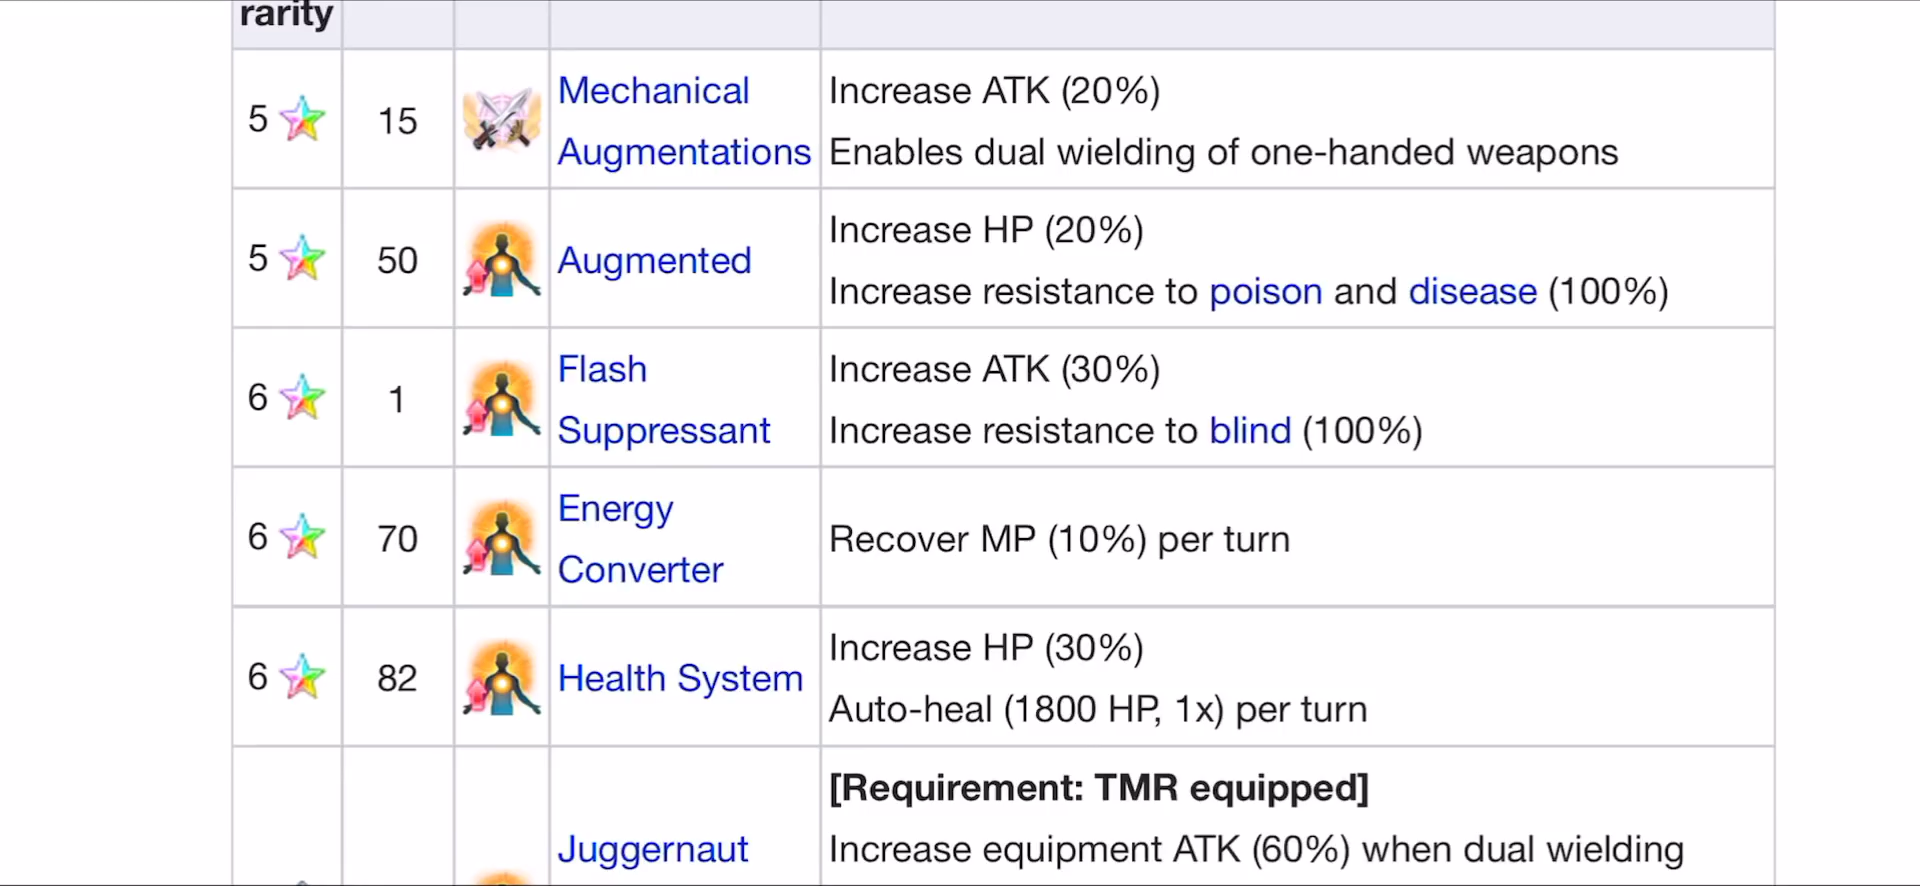 rarity
5 15 Mechanical Augmentations Increase ATK (20%)
Enables dual wielding of one-handed weapons
5 50 Augmented Increase HP (20%)
Increase resistance to poison and disease (100%)
6 1 Flash Suppressant Increase ATK (30%)
Increase resistance to blind (100%)
6 70 Energy Converter Recover MP (10%) per turn
6 82 Health System Increase HP (30%)
Auto-heal (1800 HP, 1x) per turn
[Requirement: TMR equipped]
Juggernaut Increase equipment ATK (60%) when dual wielding